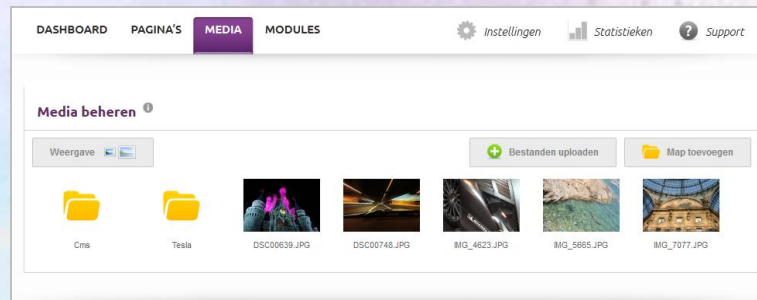 DASHBOARD PAGINA'S MEDIA MODULES Instellingen Statistieken ? Support
Media beheren i
Weergave Bestanden uploaden Map toevoegen
Cms Tesla DSC00639.JPG DSC00748.JPG IMG_4623.JPG IMG_5665.JPG IMG_7077.JPG